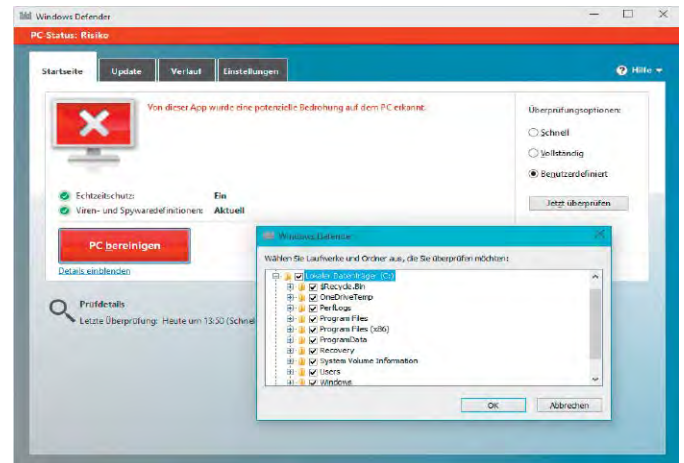 Windows Defender
PC-Status: Risiko
Startseite
Update
Verlauf
Einstellungen
Hilfe
Von dieser App wurde eine potenzielle Bedrohung auf dem PC erkannt.
Überprüfungsoptionen:
Schnell
Vollständig
Benutzerdefiniert
Jetzt überprüfen
Echtzeitschutz: Ein
Viren- und Spywaredefinitionen: Aktuell
PC bereinigen
Details einblenden
Prüfdetails
Letzte Überprüfung: Heute um 13:50 (Schnel
Windows Defender
Wählen Sie Laufwerke und Ordner aus, die Sie überprüfen möchten:
Lokaler Datenträger (C:)
$Recycle.Bin
OneDriveTemp
PerfLogs
Program Files
Program Files (x86)
ProgramData
Recovery
System Volume Information
Users
Windows
OK
Abbrechen